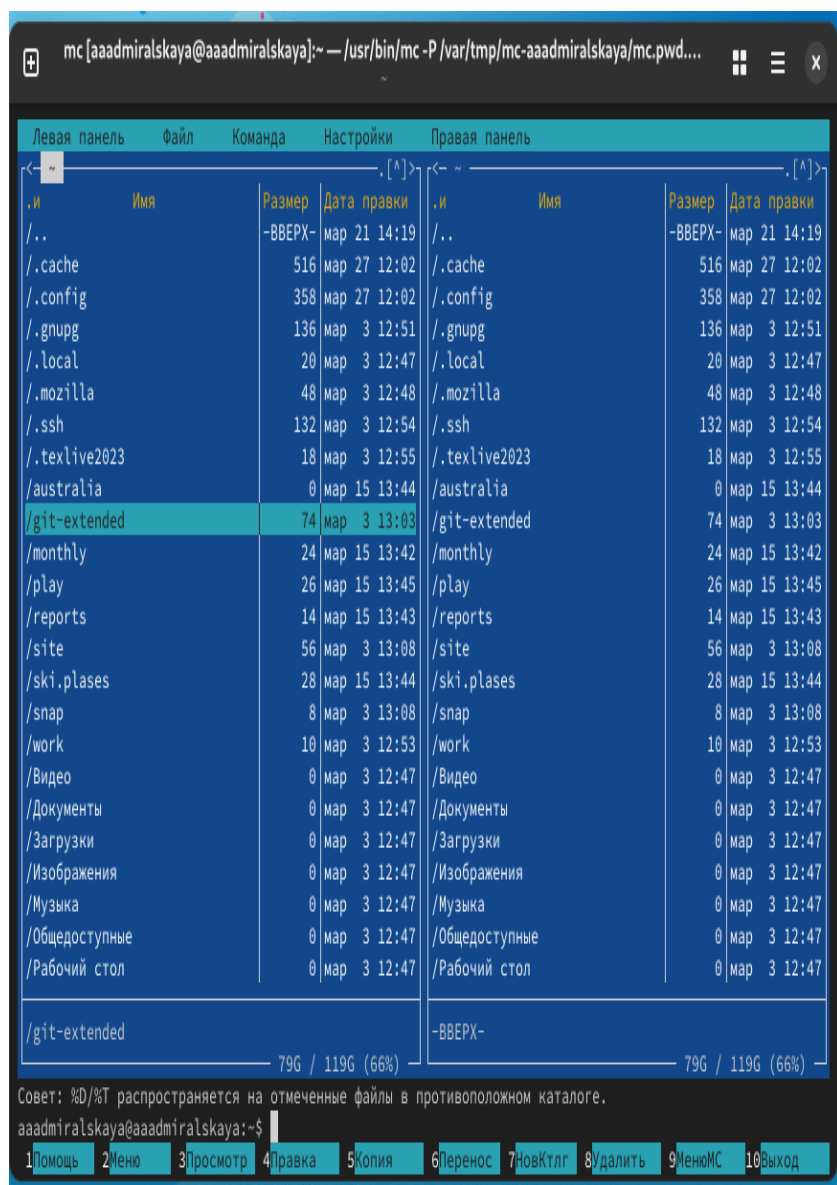 mc [aaadmiralskaya@aaadmiralskaya]:~ — /usr/bin/mc -P /var/tmp/mc-aaadmiralskaya/mc.pwd....
~
Левая панель Файл Команда Настройки Правая панель
<- ~ .[^]> <- ~ .[^]>
.и Имя Размер Дата правки .и Имя Размер Дата правки
/.. -ВВЕРХ- мар 21 14:19 /.. -ВВЕРХ- мар 21 14:19
/.cache 516 мар 27 12:02 /.cache 516 мар 27 12:02
/.config 358 мар 27 12:02 /.config 358 мар 27 12:02
/.gnupg 136 мар 3 12:51 /.gnupg 136 мар 3 12:51
/.local 20 мар 3 12:47 /.local 20 мар 3 12:47
/.mozilla 48 мар 3 12:48 /.mozilla 48 мар 3 12:48
/.ssh 132 мар 3 12:54 /.ssh 132 мар 3 12:54
/.texlive2023 18 мар 3 12:55 /.texlive2023 18 мар 3 12:55
/australia 0 мар 15 13:44 /australia 0 мар 15 13:44
/git-extended 74 мар 3 13:03 /git-extended 74 мар 3 13:03
/monthly 24 мар 15 13:42 /monthly 24 мар 15 13:42
/play 26 мар 15 13:45 /play 26 мар 15 13:45
/reports 14 мар 15 13:43 /reports 14 мар 15 13:43
/site 56 мар 3 13:08 /site 56 мар 3 13:08
/ski.plases 28 мар 15 13:44 /ski.plases 28 мар 15 13:44
/snap 8 мар 3 13:08 /snap 8 мар 3 13:08
/work 10 мар 3 12:53 /work 10 мар 3 12:53
/Видео 0 мар 3 12:47 /Видео 0 мар 3 12:47
/Документы 0 мар 3 12:47 /Документы 0 мар 3 12:47
/Загрузки 0 мар 3 12:47 /Загрузки 0 мар 3 12:47
/Изображения 0 мар 3 12:47 /Изображения 0 мар 3 12:47
/Музыка 0 мар 3 12:47 /Музыка 0 мар 3 12:47
/Общедоступные 0 мар 3 12:47 /Общедоступные 0 мар 3 12:47
/Рабочий стол 0 мар 3 12:47 /Рабочий стол 0 мар 3 12:47
/git-extended -ВВЕРХ-
79G / 119G (66%) 79G / 119G (66%)
Совет: %D/%T распространяется на отмеченные файлы в противоположном каталоге.
aaadmiralskaya@aaadmiralskaya:~$
1Помощь 2Меню 3Просмотр 4Правка 5Копия 6Перенос 7НовКтлг 8Удалить 9МенюМС 10Выход